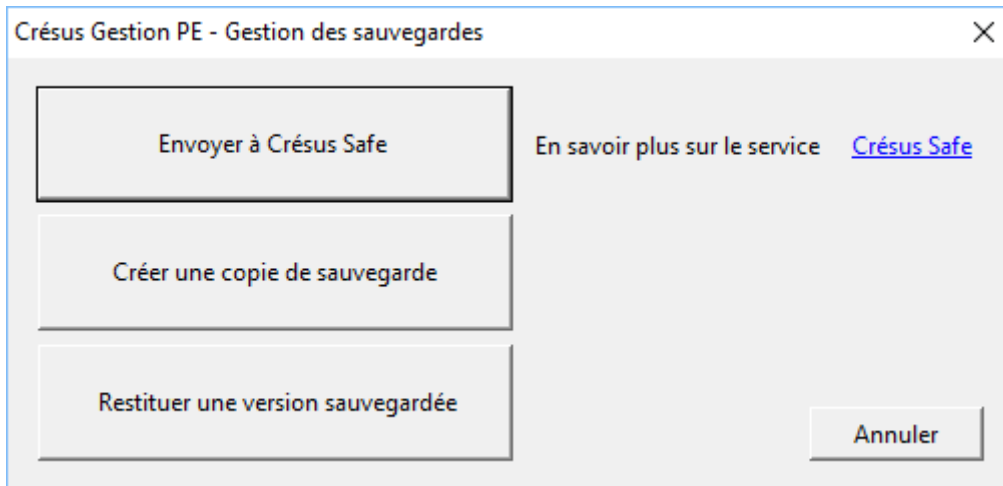 Crésus Gestion PE - Gestion des sauvegardes
Envoyer à Crésus Safe
En savoir plus sur le service Crésus Safe
Créer une copie de sauvegarde
Restituer une version sauvegardée
Annuler